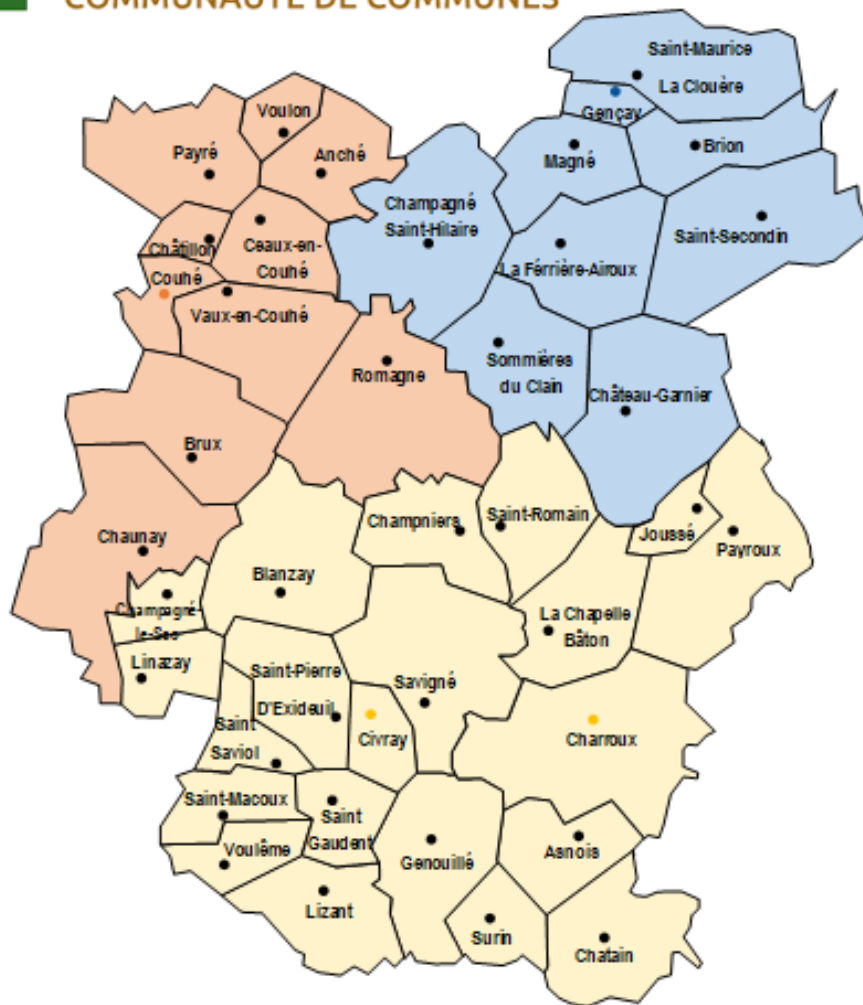 COMMUNAUTÉ DE COMMUNES
Saint-Maurice
La Clouère
Gençay
Voulon
Payré
Anché
Magné
Brion
Champagné
Saint-Hilaire
Saint-Secondin
Châtillon
Ceaux-en-
Couhé
La Férrière-Airoux
Couhé
Vaux-en-Couhé
Romagne
Sommières
du Clain
Château-Garnier
Brux
Champniers
Saint-Romain
Joussé
Payroux
Chaunay
Blanzay
Champagné-
le-Sec
La Chapelle
Bâton
Linazay
Saint-Pierre
D'Exideuil
Savigné
Saint
Saviol
Civray
Charroux
Saint-Macoux
Saint
Gaudent
Voulême
Genouillé
Asnois
Lizant
Surin
Chatain